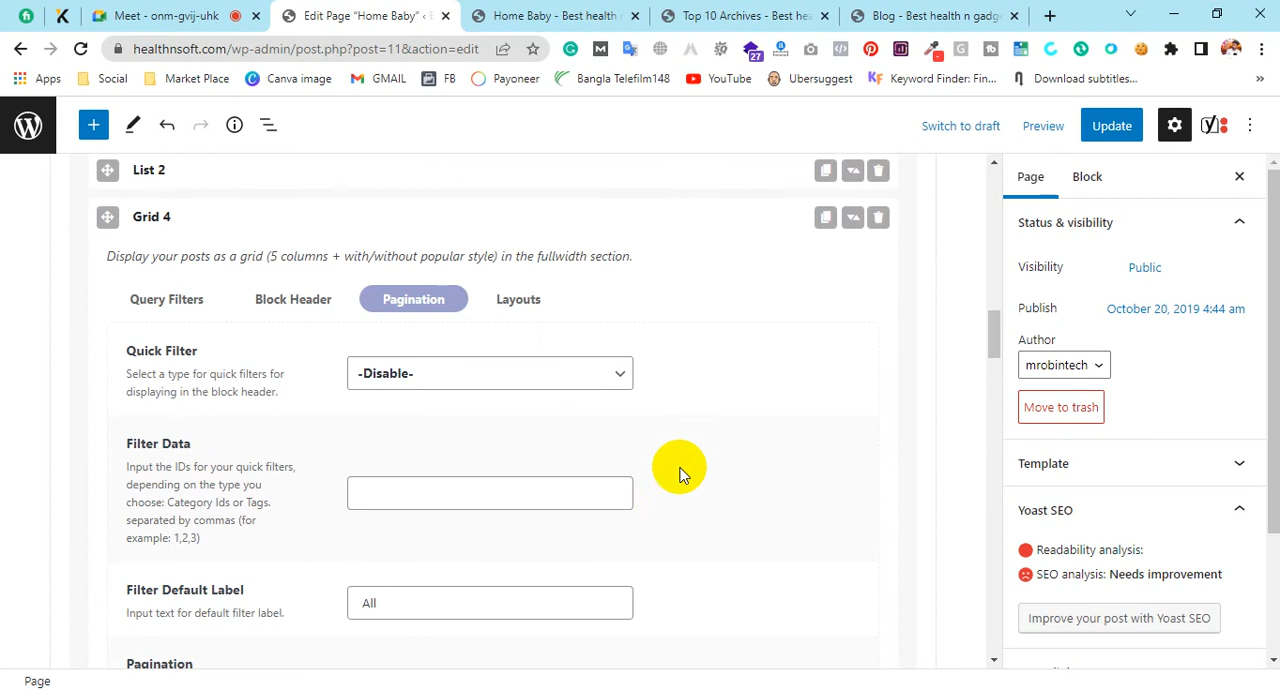 Meet - onm-gvij-uhk
Edit Page "Home Baby" ‹
Home Baby - Best health n
Top 10 Archives - Best hea
Blog - Best health n gadge
healthnsoft.com/wp-admin/post.php?post=11&action=edit
27
Apps
Social
Market Place
Canva image
GMAIL
FB
Payoneer
Bangla Telefilm148
YouTube
Ubersuggest
Keyword Finder: Fin...
Download subtitles...
»
Switch to draft
Preview
Update
List 2
Grid 4
Display your posts as a grid (5 columns + with/without popular style) in the fullwidth section.
Query Filters
Block Header
Pagination
Layouts
Quick Filter
Select a type for quick filters for
displaying in the block header.
-Disable-
Filter Data
Input the IDs for your quick filters,
depending on the type you
choose: Category Ids or Tags.
separated by commas (for
example: 1,2,3)
Filter Default Label
Input text for default filter label.
All
Pagination
Page
Block
Status & visibility
Visibility
Public
Publish
October 20, 2019 4:44 am
Author
mrobintech
Move to trash
Template
Yoast SEO
Readability analysis:
SEO analysis: Needs improvement
Improve your post with Yoast SEO
Page